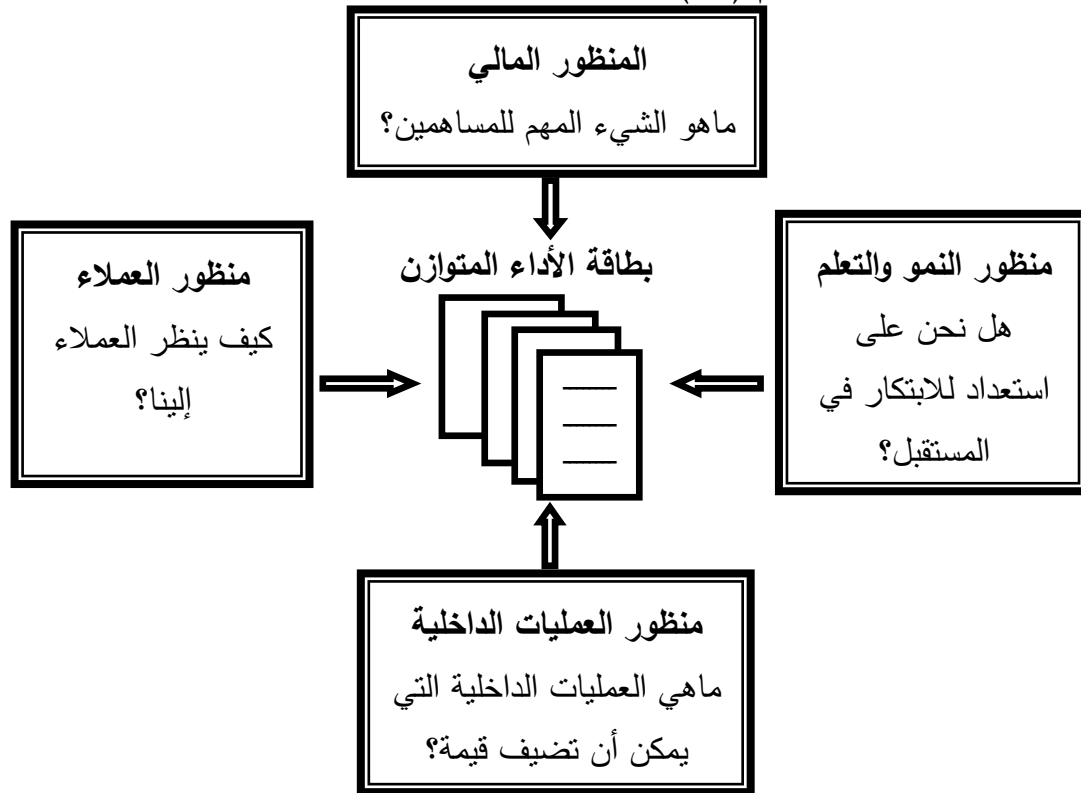 المنظور المالي
ماهو الشيء المهم للمساهمين؟
بطاقة الأداء المتوازن
منظور النمو والتعلم
هل نحن على
استعداد للابتكار في
المستقبل؟
منظور العملاء
كيف ينظر العملاء
إلينا؟
منظور العمليات الداخلية
ماهي العمليات الداخلية التي
يمكن أن تضيف قيمة؟